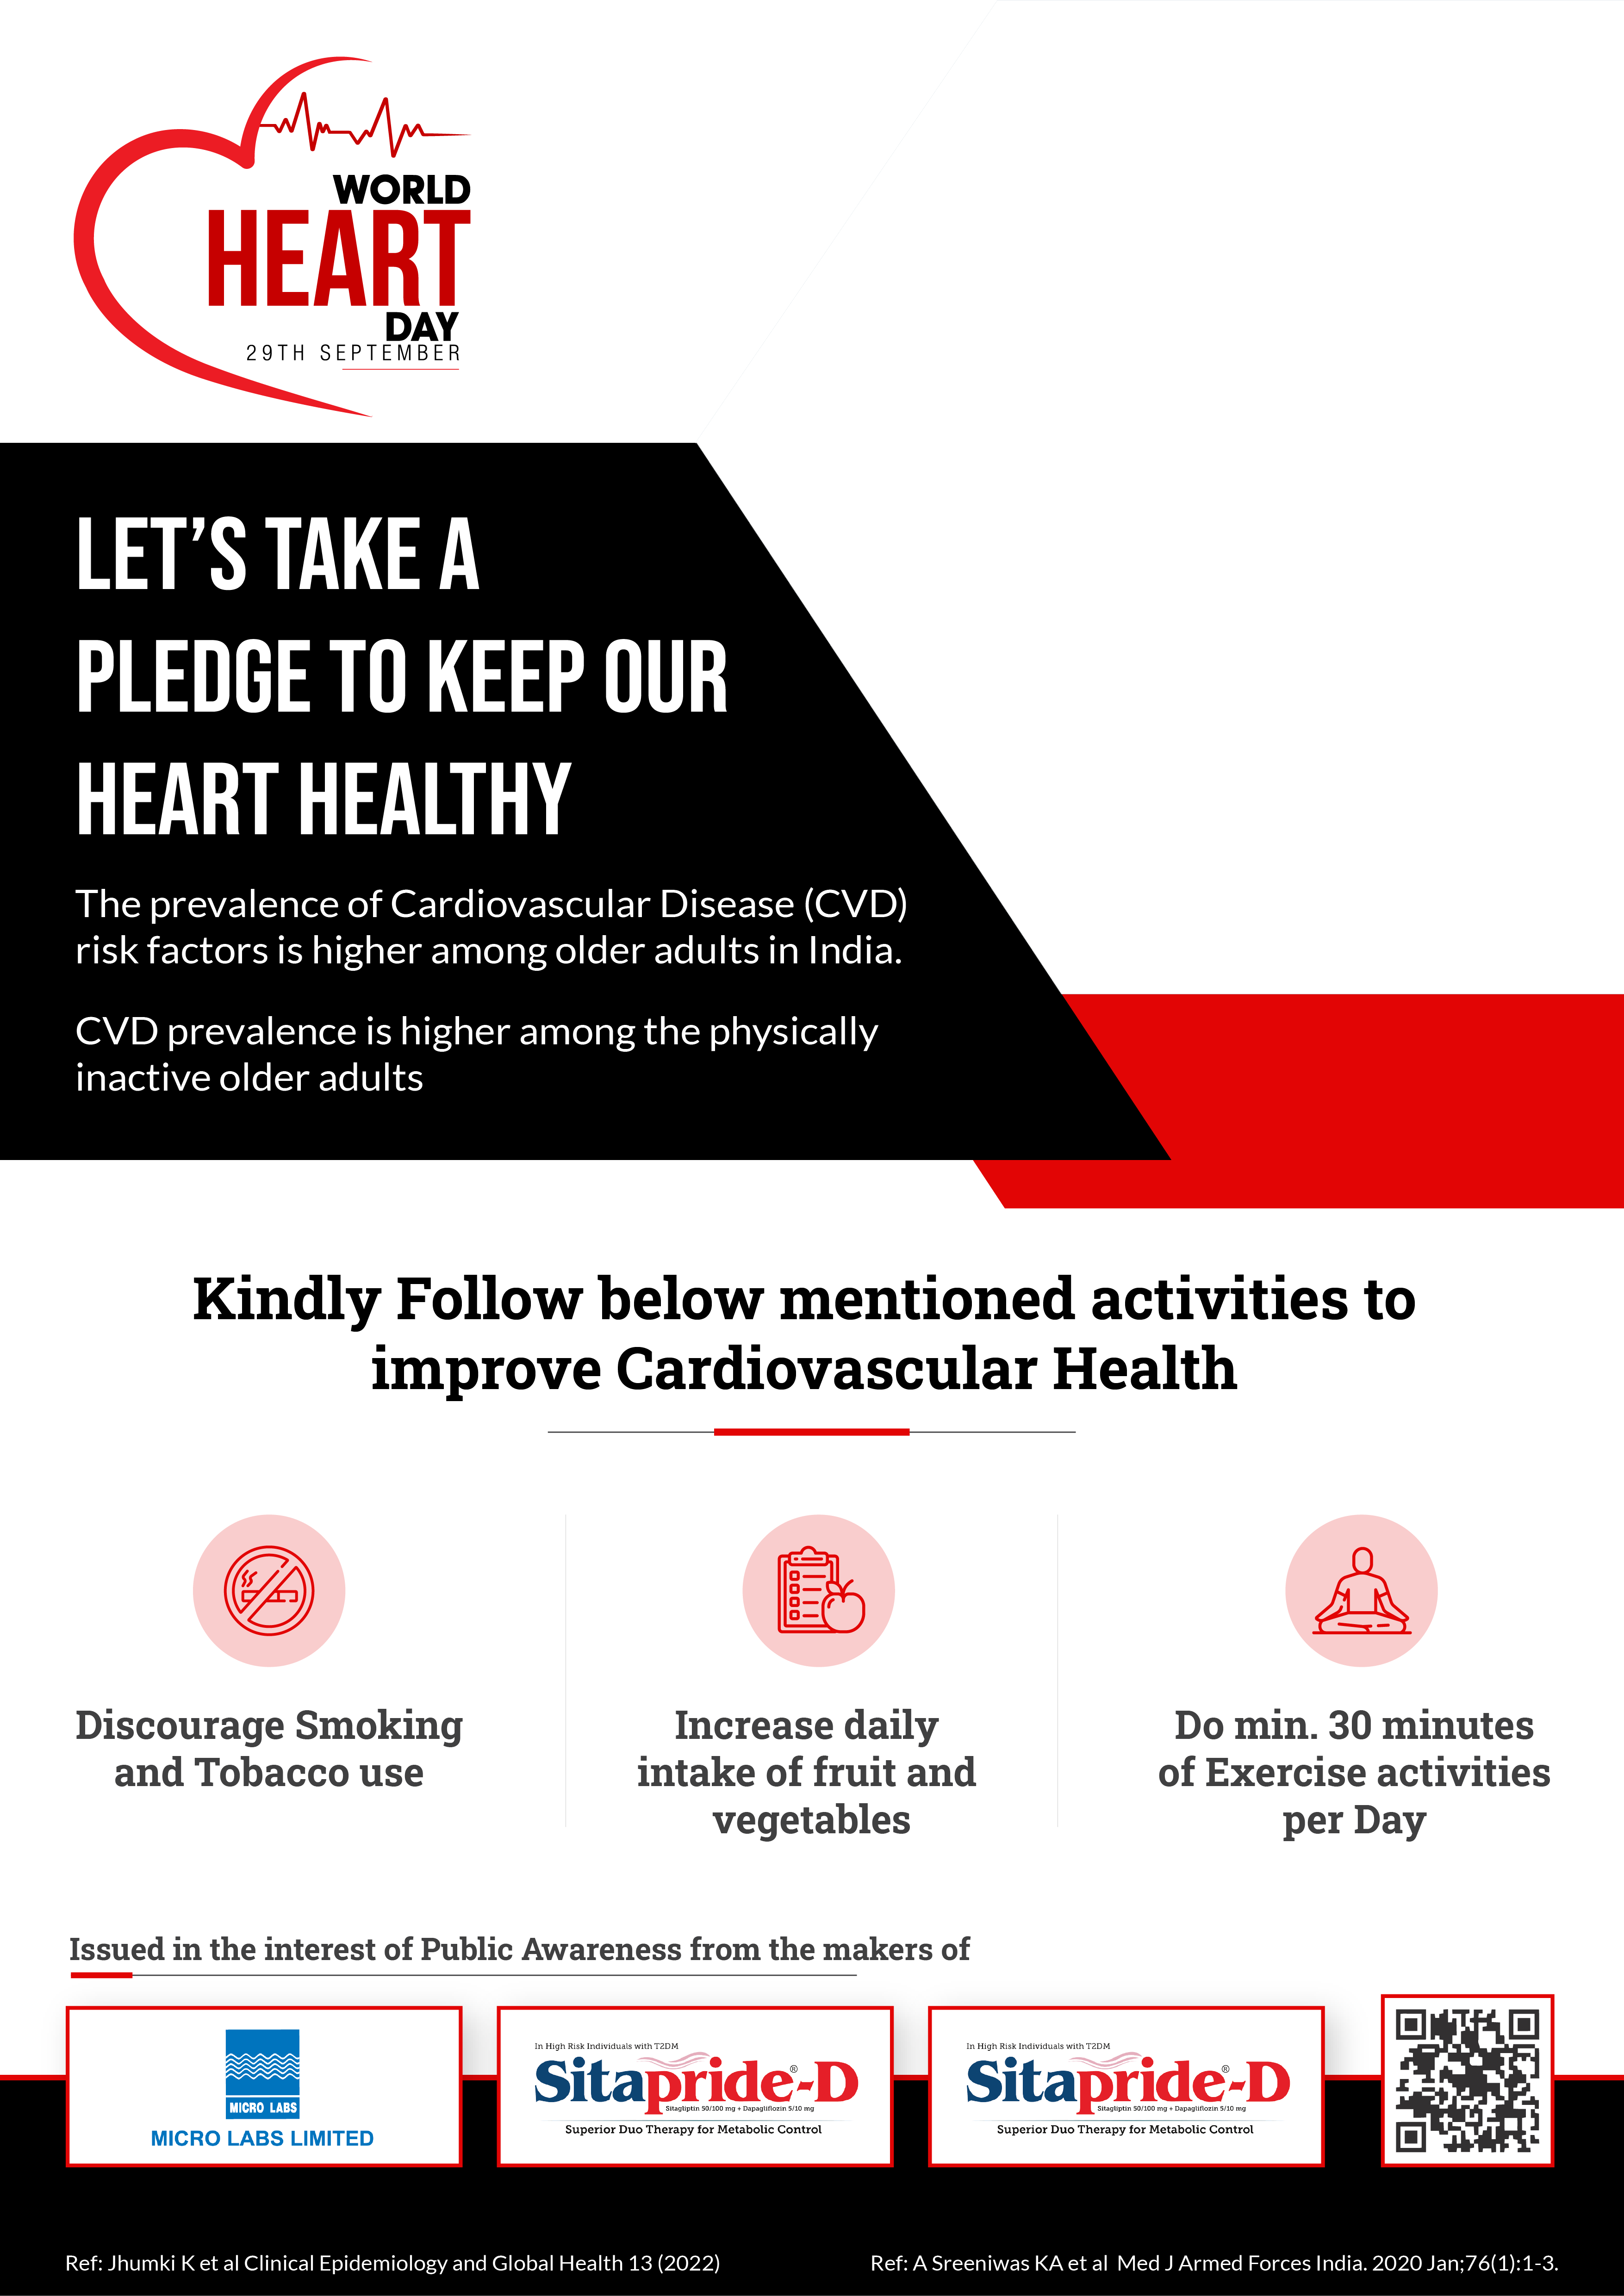 WORLD
HEART
DAY
29TH SEPTEMBER
LET’S TAKE A
PLEDGE TO KEEP OUR
HEART HEALTHY
The prevalence of Cardiovascular Disease (CVD)
risk factors is higher among older adults in India.
CVD prevalence is higher among the physically
inactive older adults
Kindly Follow below mentioned activities to
improve Cardiovascular Health
Discourage Smoking
and Tobacco use
Increase daily
intake of fruit and
vegetables
Do min. 30 minutes
of Exercise activities
per Day
Issued in the interest of Public Awareness from the makers of
MICRO LABS
MICRO LABS LIMITED
In High Risk Individuals with T2DM
Sitapride®-D
Sitagliptin 50/100 mg + Dapagliflozin 5/10 mg
Superior Duo Therapy for Metabolic Control
In High Risk Individuals with T2DM
Sitapride®-D
Sitagliptin 50/100 mg + Dapagliflozin 5/10 mg
Superior Duo Therapy for Metabolic Control
Ref: Jhumki K et al Clinical Epidemiology and Global Health 13 (2022)
Ref: A Sreeniwas KA et al  Med J Armed Forces India. 2020 Jan;76(1):1-3.